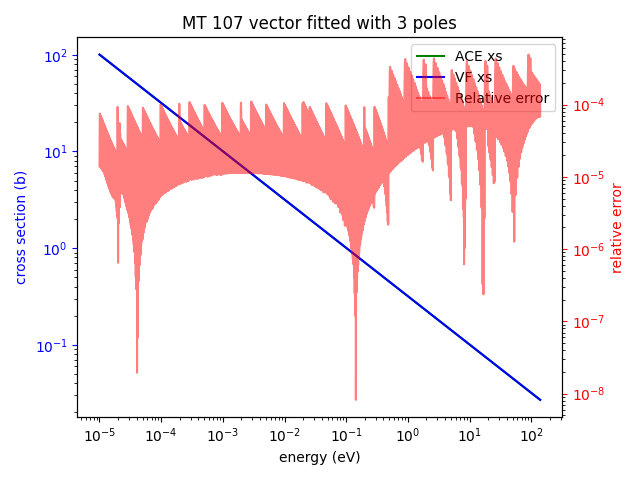 MT 107 vector fitted with 3 poles
ACE xs
VF xs
Relative error
10²
10¹
10⁰
10⁻¹
cross section (b)
10⁻⁴
10⁻⁵
10⁻⁶
10⁻⁷
10⁻⁸
relative error
10⁻⁵ 10⁻⁴ 10⁻³ 10⁻² 10⁻¹ 10⁰ 10¹ 10²
energy (eV)